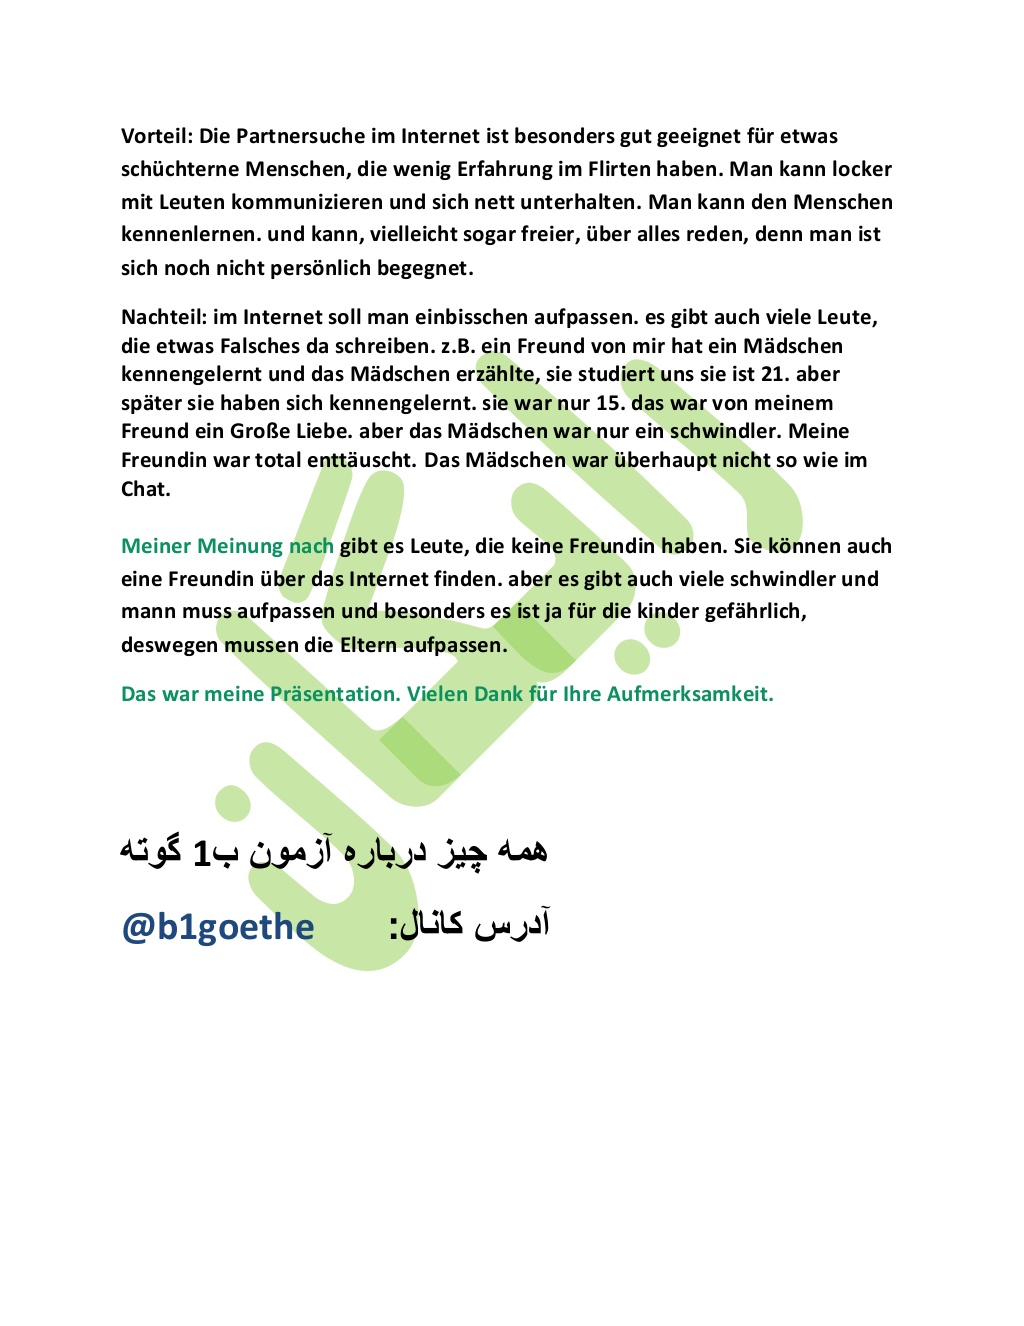 Vorteil: Die Partnersuche im Internet ist besonders gut geeignet für etwas
schüchterne Menschen, die wenig Erfahrung im Flirten haben. Man kann locker
mit Leuten kommunizieren und sich nett unterhalten. Man kann den Menschen
kennenlernen. und kann, vielleicht sogar freier, über alles reden, denn man ist
sich noch nicht persönlich begegnet.
Nachteil: im Internet soll man einbisschen aufpassen. es gibt auch viele Leute,
die etwas Falsches da schreiben. z.B. ein Freund von mir hat ein Mädschen
kennengelernt und das Mädschen erzählte, sie studiert uns sie ist 21. aber
später sie haben sich kennengelernt. sie war nur 15. das war von meinem
Freund ein Große Liebe. aber das Mädschen war nur ein schwindler. Meine
Freundin war total enttäuscht. Das Mädschen war überhaupt nicht so wie im
Chat.
Meiner Meinung nach gibt es Leute, die keine Freundin haben. Sie können auch
eine Freundin über das Internet finden. aber es gibt auch viele schwindler und
mann muss aufpassen und besonders es ist ja für die kinder gefährlich,
deswegen mussen die Eltern aufpassen.
Das war meine Präsentation. Vielen Dank für Ihre Aufmerksamkeit.
همه چیز درباره آزمون ب1 گوته
آدرس کانال: @b1goethe
رایگان